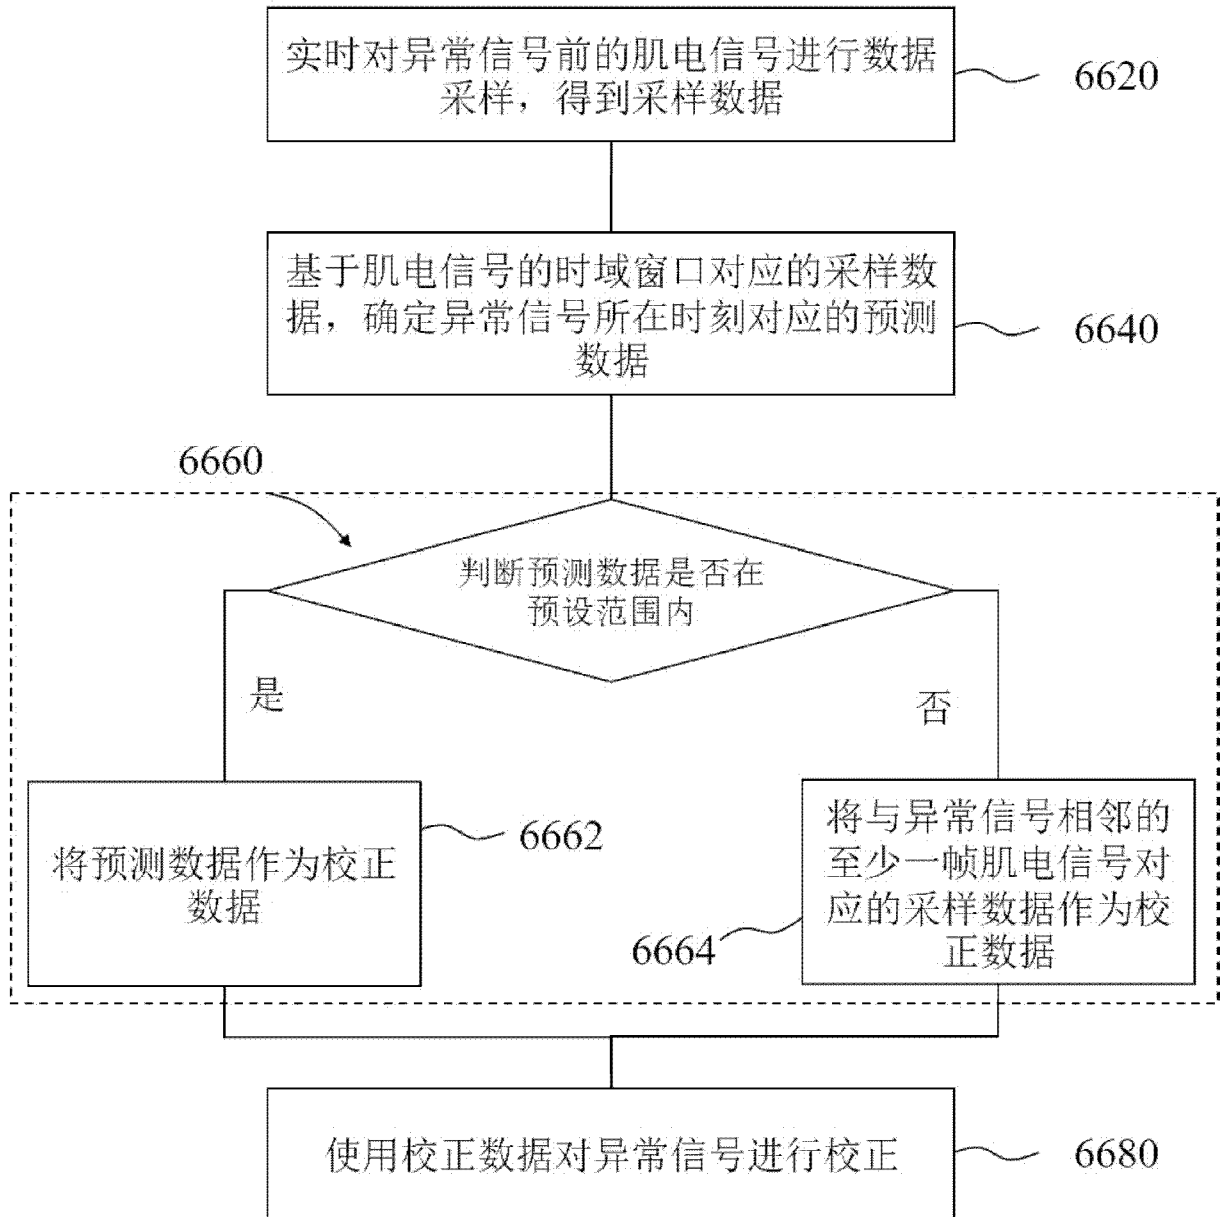 实时对异常信号前的肌电信号进行数据
采样，得到采样数据
6620
基于肌电信号的时域窗口对应的采样数
据，确定异常信号所在时刻对应的预测
数据
6640
6660
判断预测数据是否在
预设范围内
是
否
将预测数据作为校正
数据
6662
将与异常信号相邻的
至少一帧肌电信号对
应的采样数据作为校
正数据
6664
使用校正数据对异常信号进行校正
6680